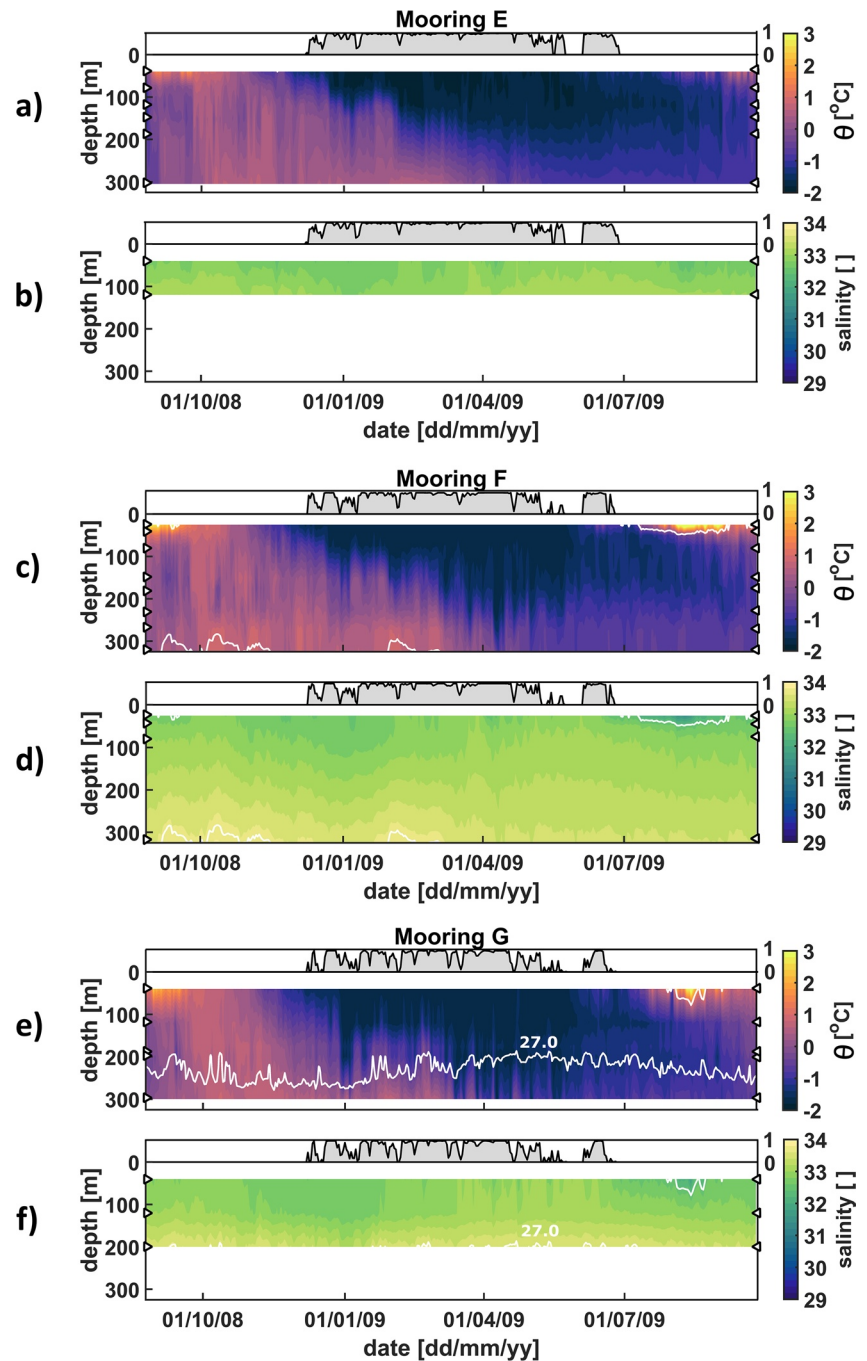 Mooring E
a)
depth [m]
0
100
200
300
1
0
3
2
1
0
-1
-2
θ [°C]
b)
depth [m]
0
100
200
300
1
0
34
33
32
31
30
29
salinity [ ]
01/10/08 01/01/09 01/04/09 01/07/09
date [dd/mm/yy]
Mooring F
c)
depth [m]
0
100
200
300
1
0
3
2
1
0
-1
-2
θ [°C]
d)
depth [m]
0
100
200
300
1
0
34
33
32
31
30
29
salinity [ ]
01/10/08 01/01/09 01/04/09 01/07/09
date [dd/mm/yy]
Mooring G
e)
depth [m]
0
100
200
300
27.0
1
0
3
2
1
0
-1
-2
θ [°C]
f)
depth [m]
0
100
200
300
27.0
1
0
34
33
32
31
30
29
salinity [ ]
01/10/08 01/01/09 01/04/09 01/07/09
date [dd/mm/yy]